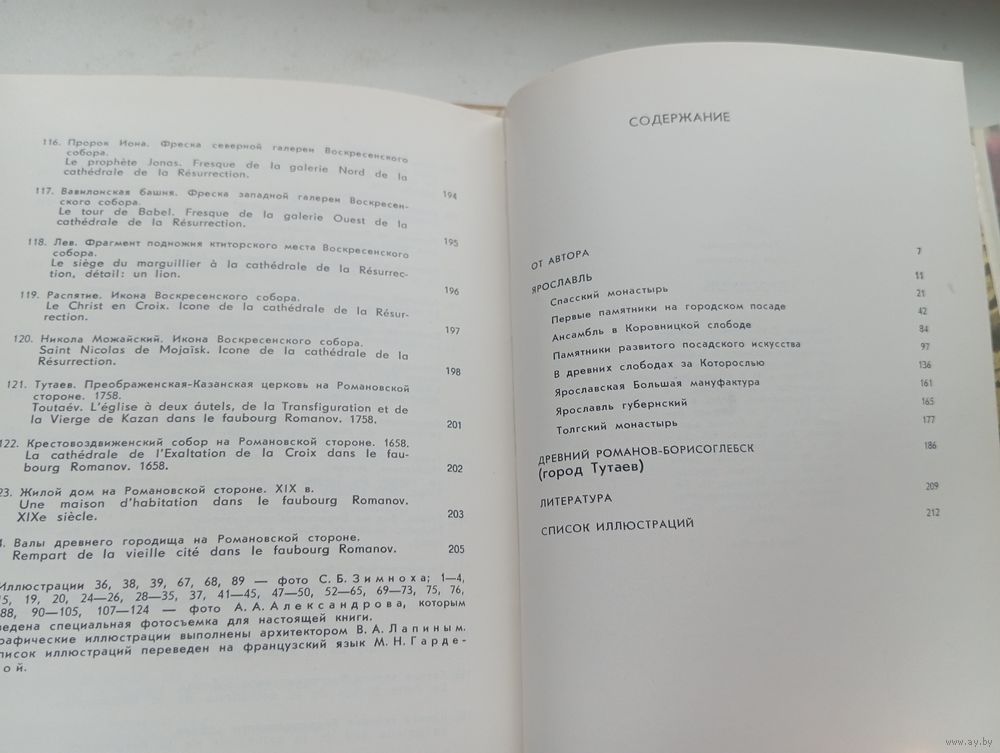 116. Пророк Иона. Фреска северной галереи Воскресенского
собора.
Le prophète Jonas. Fresque de la galerie Nord de la
cathédrale de la Résurrection. 194
117. Вавилонская башня. Фреска западной галереи Воскресен-
ского собора.
Le tour de Babel. Fresque de la galerie Ouest de la
cathédrale de la Résurrection. 195
118. Лев. Фрагмент подножия ктиторского места Воскресенского
собора.
Le siège du marguillier à la cathédrale de la Résurrec-
tion, détail: un lion. 196
119. Распятие. Икона Воскресенского собора.
Le Christ en Croix. Icone de la cathédrale de la Résur-
rection. 197
120. Никола Можайский. Икона Воскресенского собора.
Saint Nicolas de Mojaïsk. Icone de la cathédrale de la
Résurrection. 198
121. Тутаев. Преображенская-Казанская церковь на Романовской
стороне. 1758.
Toutaév. L'église à deux áutels, de la Transfiguration et de
la Vierge de Kazan dans le faubourg Romanov. 1758. 201
122. Крестовоздвиженский собор на Романовской стороне. 1658.
La cathédrale de l'Exaltation de la Croix dans le fau-
bourg Romanov. 1658. 202
23. Жилой дом на Романовской стороне. XIX в.
Une maison d'habitation dans le faubourg Romanov.
XIXe siècle. 203
4. Валы древнего городища на Романовской стороне.
Rempart de la vieille cité dans le faubourg Romanov. 205
Иллюстрации 36, 38, 39, 67, 68, 89 — фото С. Б. Зимноха; 1—4,
15, 19, 20, 24—26, 28—35, 37, 41—45, 47—50, 52—65, 69—73, 75, 76,
88, 90—105, 107—124 — фото А. А. Александрова, которым
ведена специальная фотосъемка для настоящей книги.
рафические иллюстрации выполнены архитектором В. А. Лапиным.
писок иллюстраций переведен на французский язык М. Н. Гарде-
ой.
СОДЕРЖАНИЕ
ОТ АВТОРА 7
ЯРОСЛАВЛЬ 11
Спасский монастырь 21
Первые памятники на городском посаде 42
Ансамбль в Коровницкой слободе 84
Памятники развитого посадского искусства 97
В древних слободах за Которослью 136
Ярославская Большая мануфактура 161
Ярославль губернский 165
Толгский монастырь 177
ДРЕВНИЙ РОМАНОВ-БОРИСОГЛЕБСК
(город Тутаев) 186
ЛИТЕРАТУРА 209
СПИСОК ИЛЛЮСТРАЦИЙ 212
www.ay.by